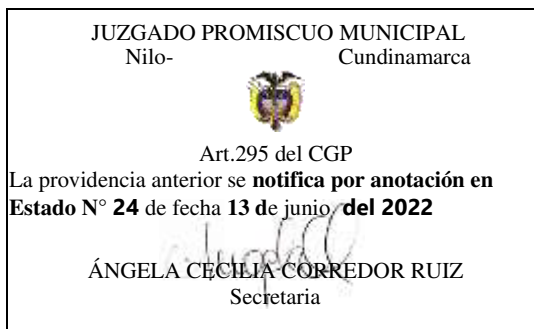 JUZGADO PROMISCUO MUNICIPAL
Nilo- Cundinamarca
Art.295 del CGP
La providencia anterior se notifica por anotación en
Estado N° 24 de fecha 13 de junio del 2022
ÁNGELA CECILIA CORREDOR RUIZ
Secretaria